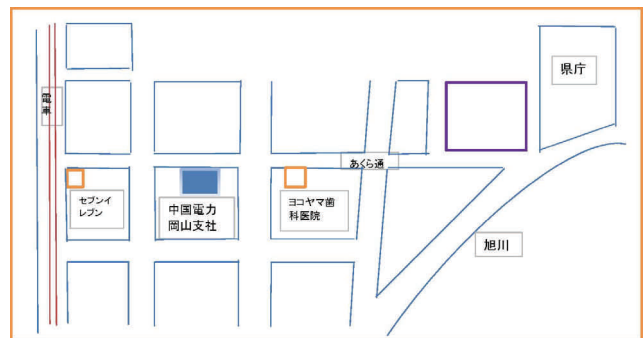 県庁
電車
あくら通
セブンイ
レブン
中国電力
岡山支社
ヨコヤマ歯
科医院
旭川